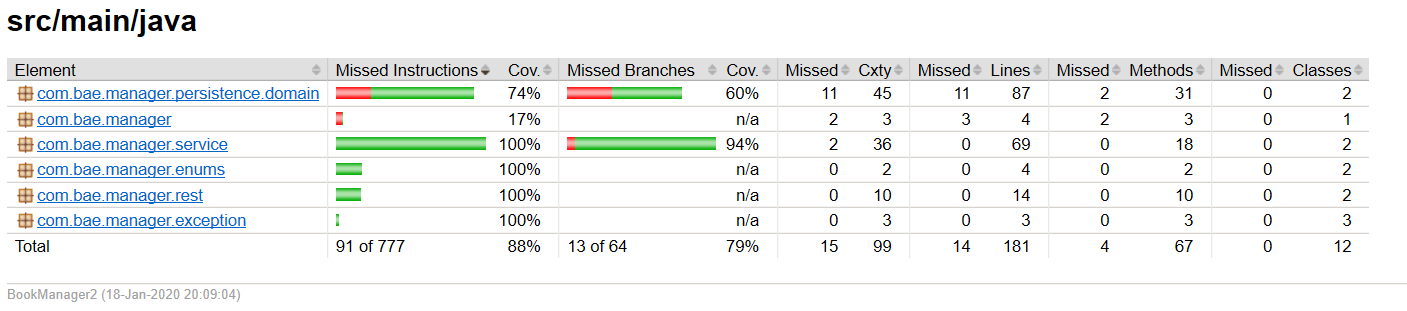 src/main/java
Element Missed Instructions Cov. Missed Branches Cov. Missed Cxty Missed Lines Missed Methods Missed Classes
com.bae.manager.persistence.domain 74% 60% 11 45 11 87 2 31 0 2
com.bae.manager 17% n/a 2 3 3 4 2 3 0 1
com.bae.manager.service 100% 94% 2 36 0 69 0 18 0 2
com.bae.manager.enums 100% n/a 0 2 0 4 0 2 0 2
com.bae.manager.rest 100% n/a 0 10 0 14 0 10 0 2
com.bae.manager.exception 100% n/a 0 3 0 3 0 3 0 3
Total 91 of 777 88% 13 of 64 79% 15 99 14 181 4 67 0 12
BookManager2 (18-Jan-2020 20:09:04)